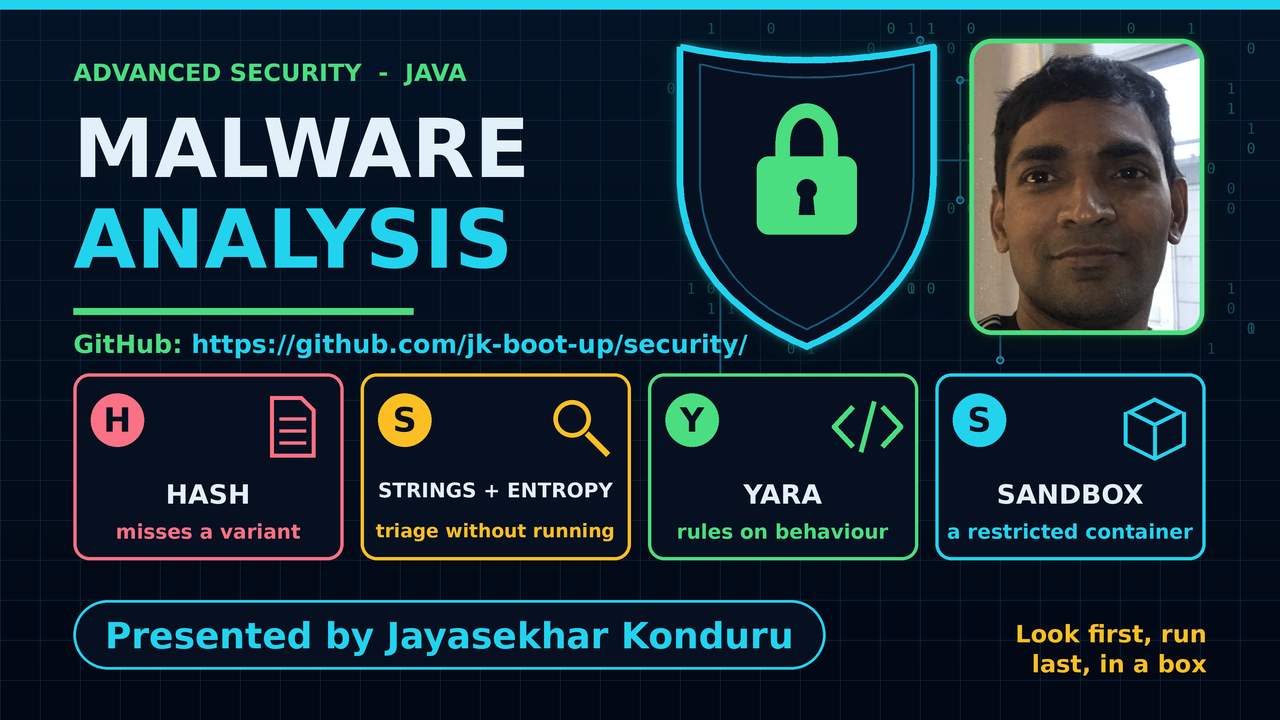 ADVANCED SECURITY - JAVA
MALWARE
ANALYSIS
GitHub: https://github.com/jk-boot-up/security/
H
HASH
misses a variant
S
STRINGS + ENTROPY
triage without running
Y
YARA
rules on behaviour
S
SANDBOX
a restricted container
Presented by Jayasekhar Konduru
Look first, run
last, in a box